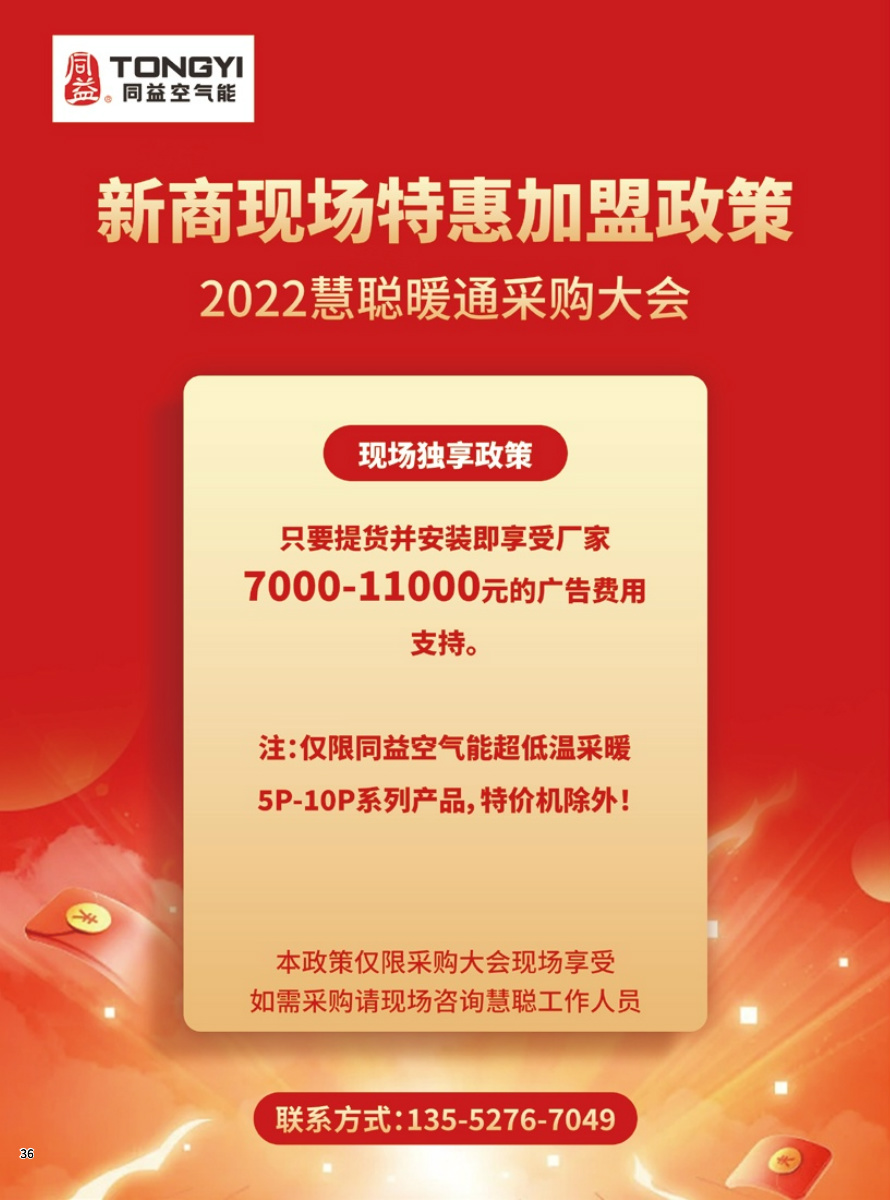 同益
TONGYI
同益空气能
新商现场特惠加盟政策
2022慧聪暖通采购大会
现场独享政策
只要提货并安装即享受厂家
7000-11000元的广告费用
支持。
注：仅限同益空气能超低温采暖
5P-10P系列产品，特价机除外！
本政策仅限采购大会现场享受
如需采购请现场咨询慧聪工作人员
联系方式：135-5276-7049
36